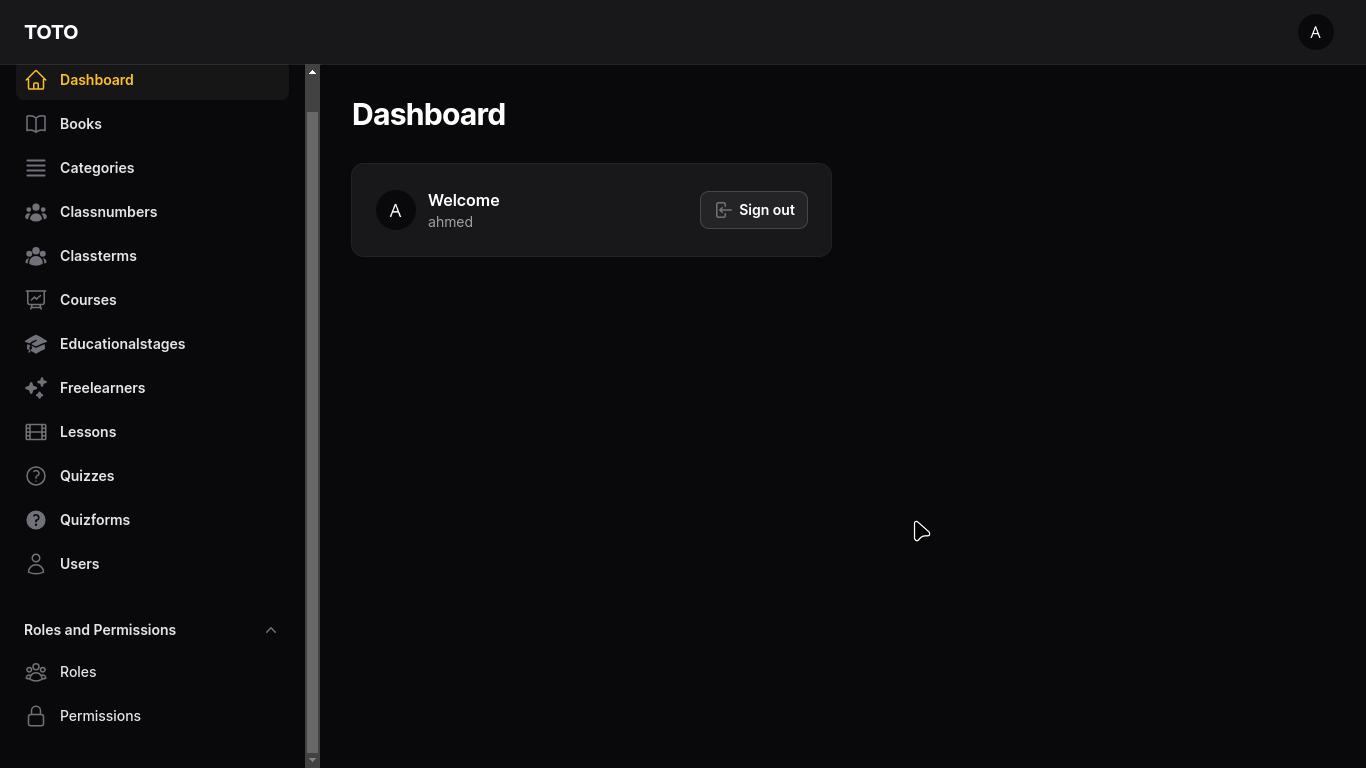 TOTO
A
Dashboard
Books
Categories
Classnumbers
Classterms
Courses
Educationalstages
Freelearners
Lessons
Quizzes
Quizforms
Users
Roles and Permissions
Roles
Permissions
Dashboard
A
Welcome
ahmed
Sign out